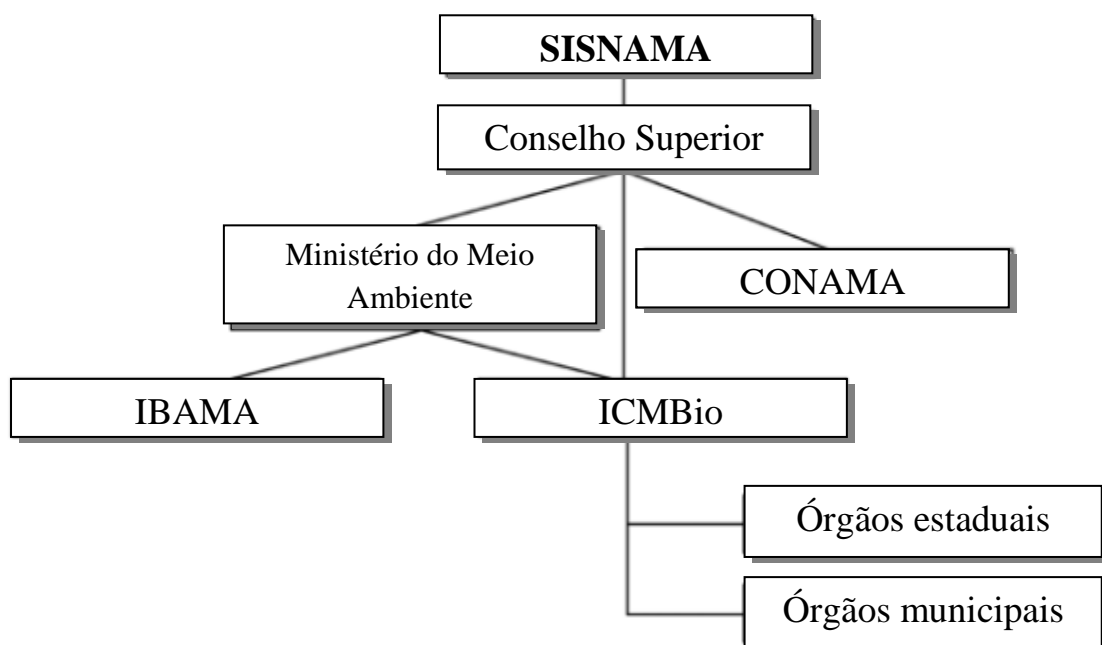 SISNAMA
Conselho Superior
Ministério do Meio
Ambiente
CONAMA
IBAMA
ICMBio
Órgãos estaduais
Órgãos municipais